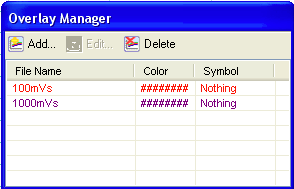 Overlay Manager
Add... Edit... Delete
File Name Color Symbol
100mVs ######## Nothing
1000mVs ######## Nothing